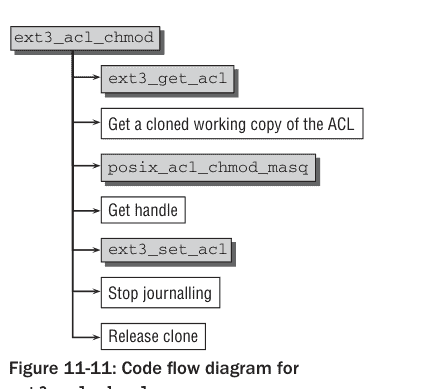 ext3_acl_chmod
ext3_get_acl
Get a cloned working copy of the ACL
posix_acl_chmod_masq
Get handle
ext3_set_acl
Stop journalling
Release clone
Figure 11-11: Code flow diagram for